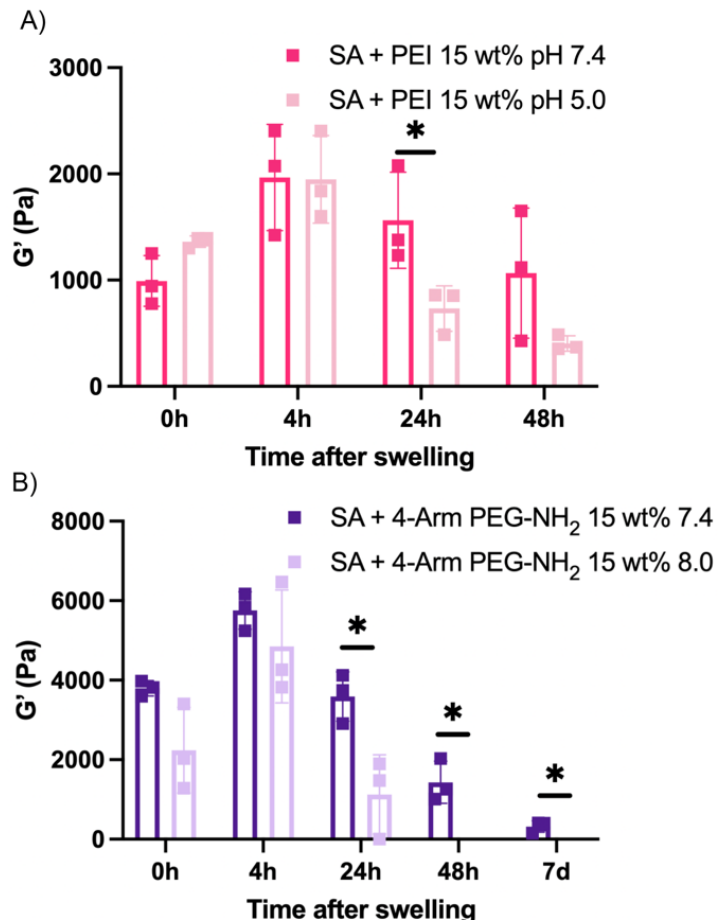 A)
SA + PEI 15 wt% pH 7.4
SA + PEI 15 wt% pH 5.0
*
3000
2000
1000
0
G' (Pa)
0h 4h 24h 48h
Time after swelling
B)
SA + 4-Arm PEG-NH₂ 15 wt% 7.4
SA + 4-Arm PEG-NH₂ 15 wt% 8.0
* * *
8000
6000
4000
2000
0
G' (Pa)
0h 4h 24h 48h 7d
Time after swelling